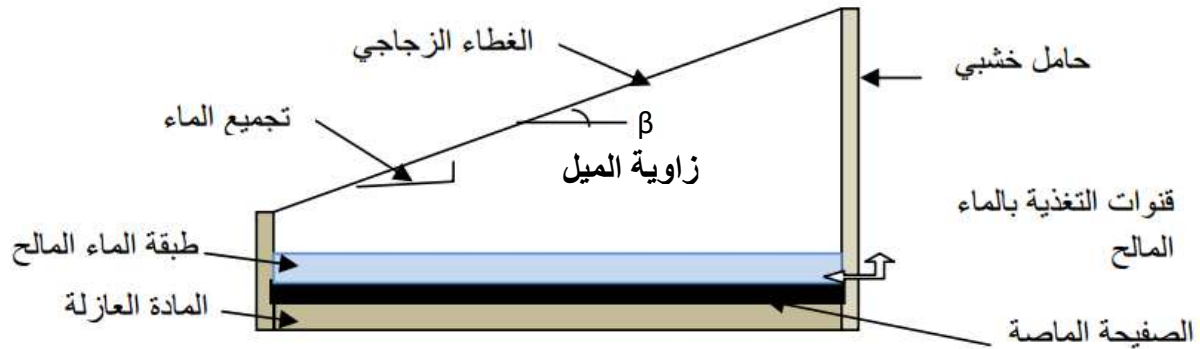 الغطاء الزجاجي
حامل خشبي
تجميع الماء
β
زاوية الميل
قنوات التغذية بالماء
المالح
طبقة الماء المالح
المادة العازلة
الصفيحة الماصة